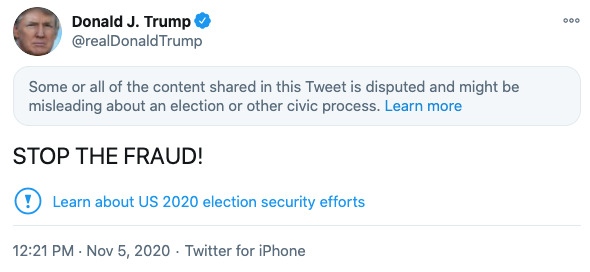 Donald J. Trump
@realDonaldTrump
Some or all of the content shared in this Tweet is disputed and might be
misleading about an election or other civic process. Learn more
STOP THE FRAUD!
Learn about US 2020 election security efforts
12:21 PM · Nov 5, 2020 · Twitter for iPhone